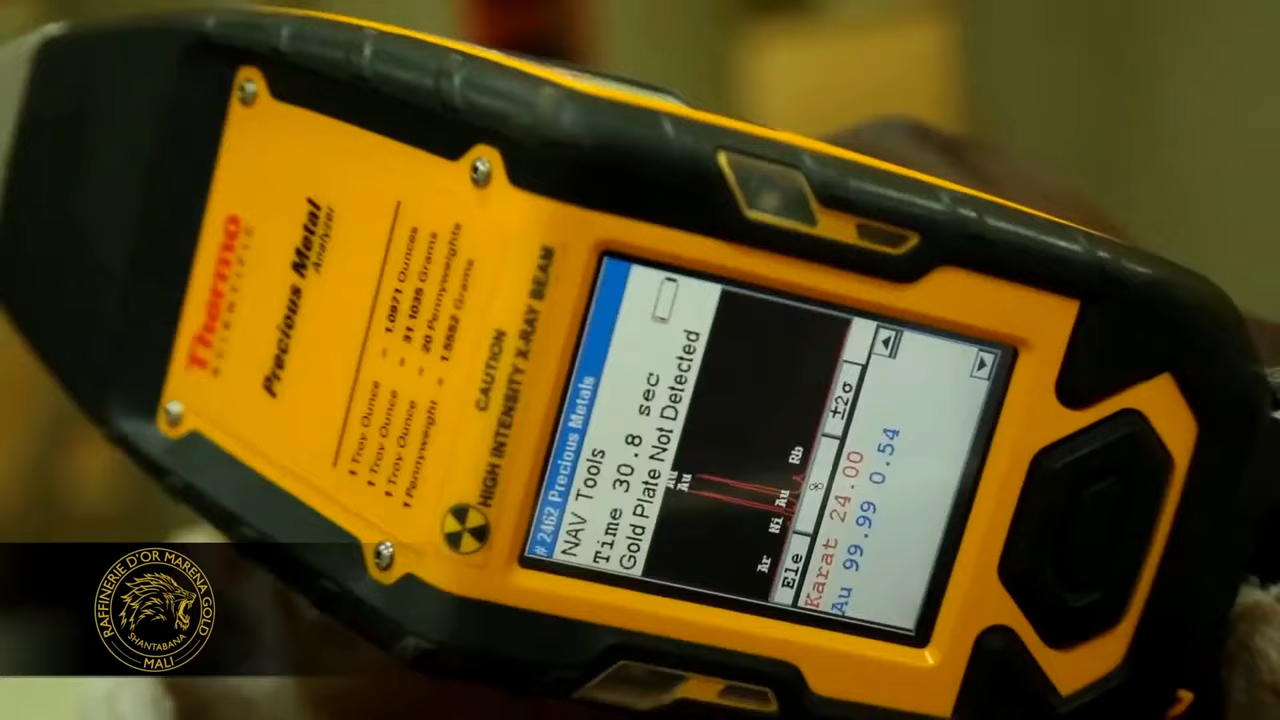 Thermo
SCIENTIFIC
Precious Metal
Analyzer
1 Troy Ounce = 1.0971 Ounces
1 Troy Ounce = 31.1035 Grams
1 Troy Ounce = 20 Pennyweights
1 Pennyweight = 1.5552 Grams
CAUTION
HIGH INTENSITY X-RAY BEAM
# 2462 Precious Metals
NAV Tools
Time 30.8 sec
Gold Plate Not Detected
Au
Au
Ar Ni Au Rb
Ele % ±2σ
Karat 24.00
Au 99.99 0.54
RAFFINERIE D'OR MARENA GOLD
SHANTABANA
MALI